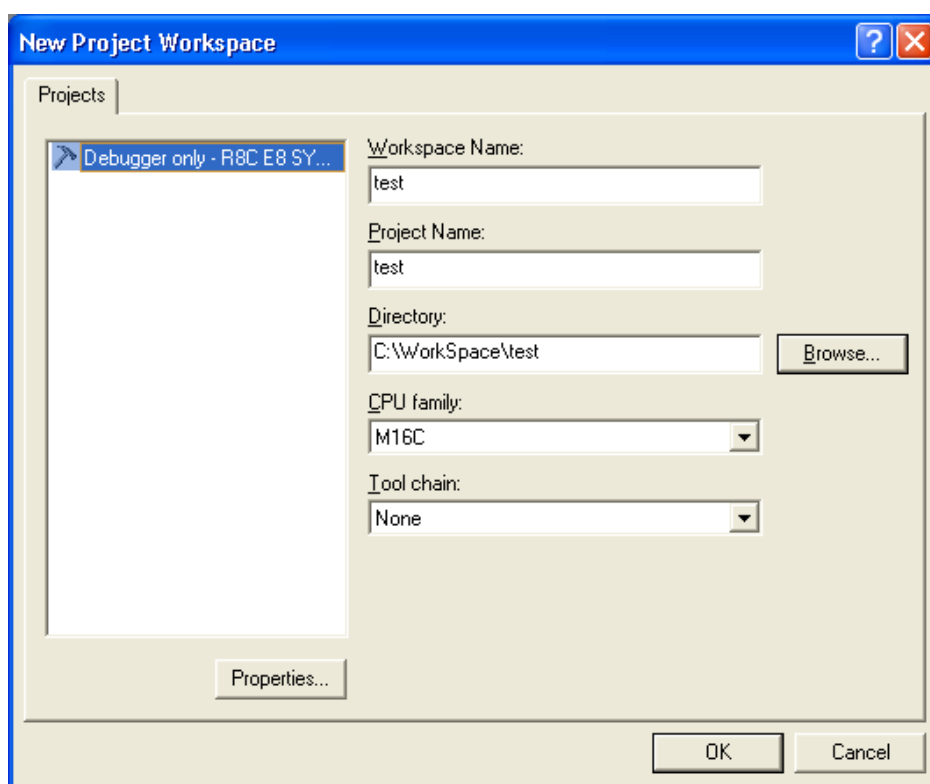 New Project Workspace
Projects
Debugger only - R8C E8 SY...
Workspace Name:
test
Project Name:
test
Directory:
C:\WorkSpace\test
Browse...
CPU family:
M16C
Tool chain:
None
Properties...
OK
Cancel